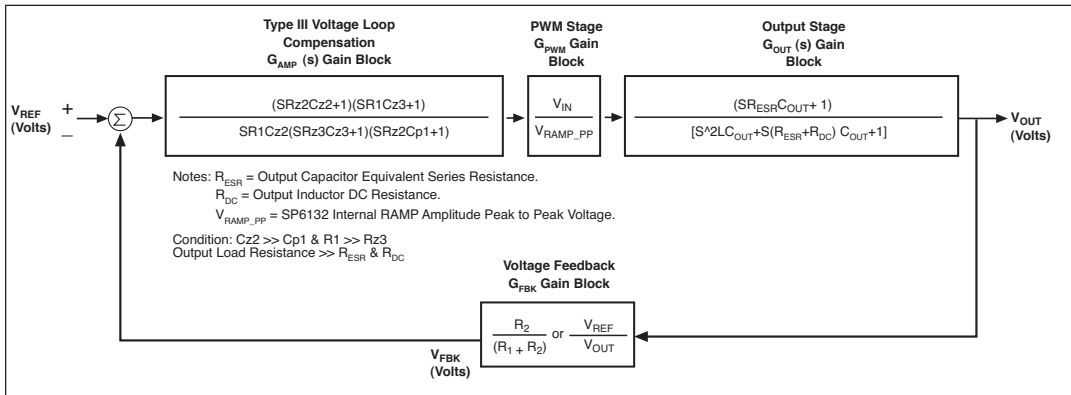 Type III Voltage Loop
Compensation
G_AMP (s) Gain Block
PWM Stage
G_PWM Gain
Block
Output Stage
G_OUT (s) Gain
Block
V_REF
(Volts)
+
−
Σ
(SRz2Cz2+1)(SR1Cz3+1)
SR1Cz2(SRz3Cz3+1)(SRz2Cp1+1)
V_IN
V_RAMP_PP
(SR_ESRC_OUT+ 1)
[S^2LC_OUT+S(R_ESR+R_DC) C_OUT+1]
V_OUT
(Volts)
Notes: R_ESR = Output Capacitor Equivalent Series Resistance.
R_DC = Output Inductor DC Resistance.
V_RAMP_PP = SP6132 Internal RAMP Amplitude Peak to Peak Voltage.
Condition: Cz2 >> Cp1 & R1 >> Rz3
Output Load Resistance >> R_ESR & R_DC
Voltage Feedback
G_FBK Gain Block
R_2
(R_1 + R_2)
or
V_REF
V_OUT
V_FBK
(Volts)